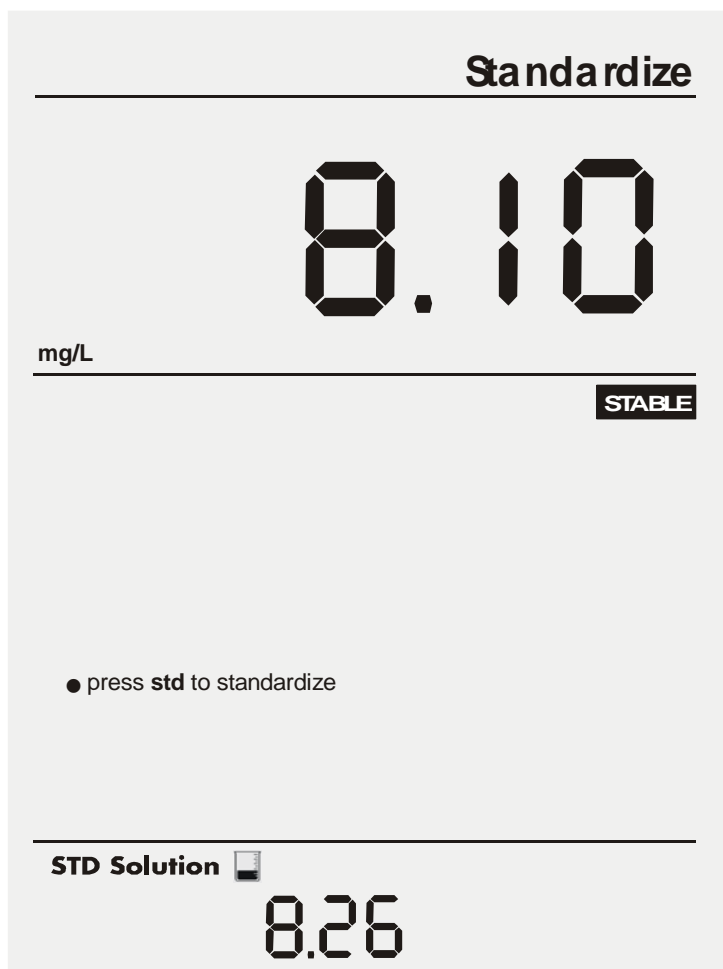 Standardize
8.10
mg/L
STABLE
● press std to standardize
STD Solution
8.26